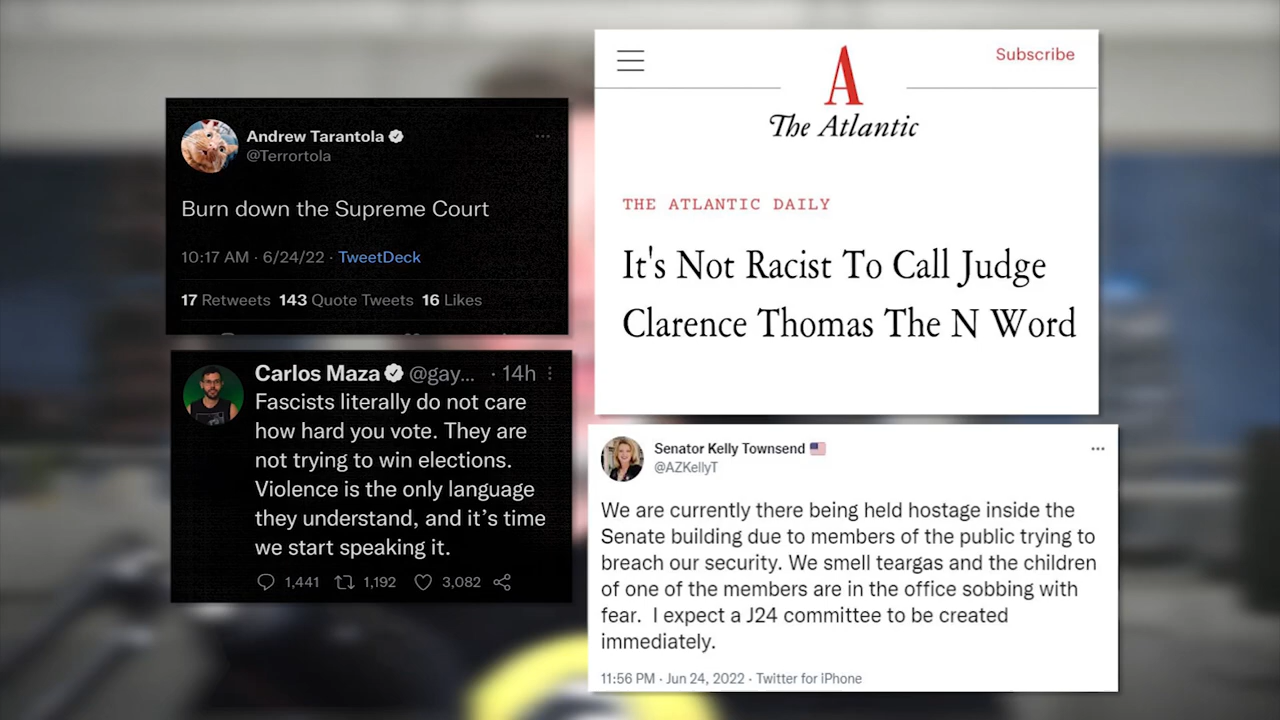 Andrew Tarantola
@Terrortola
Burn down the Supreme Court
10:17 AM · 6/24/22 · TweetDeck
17 Retweets 143 Quote Tweets 16 Likes
Carlos Maza @gay... · 14h
Fascists literally do not care
how hard you vote. They are
not trying to win elections.
Violence is the only language
they understand, and it's time
we start speaking it.
1,441 1,192 3,082
Subscribe
A
The Atlantic
THE ATLANTIC DAILY
It's Not Racist To Call Judge
Clarence Thomas The N Word
Senator Kelly Townsend
@AZKellyT
We are currently there being held hostage inside the
Senate building due to members of the public trying to
breach our security. We smell teargas and the children
of one of the members are in the office sobbing with
fear. I expect a J24 committee to be created
immediately.
11:56 PM · Jun 24, 2022 · Twitter for iPhone